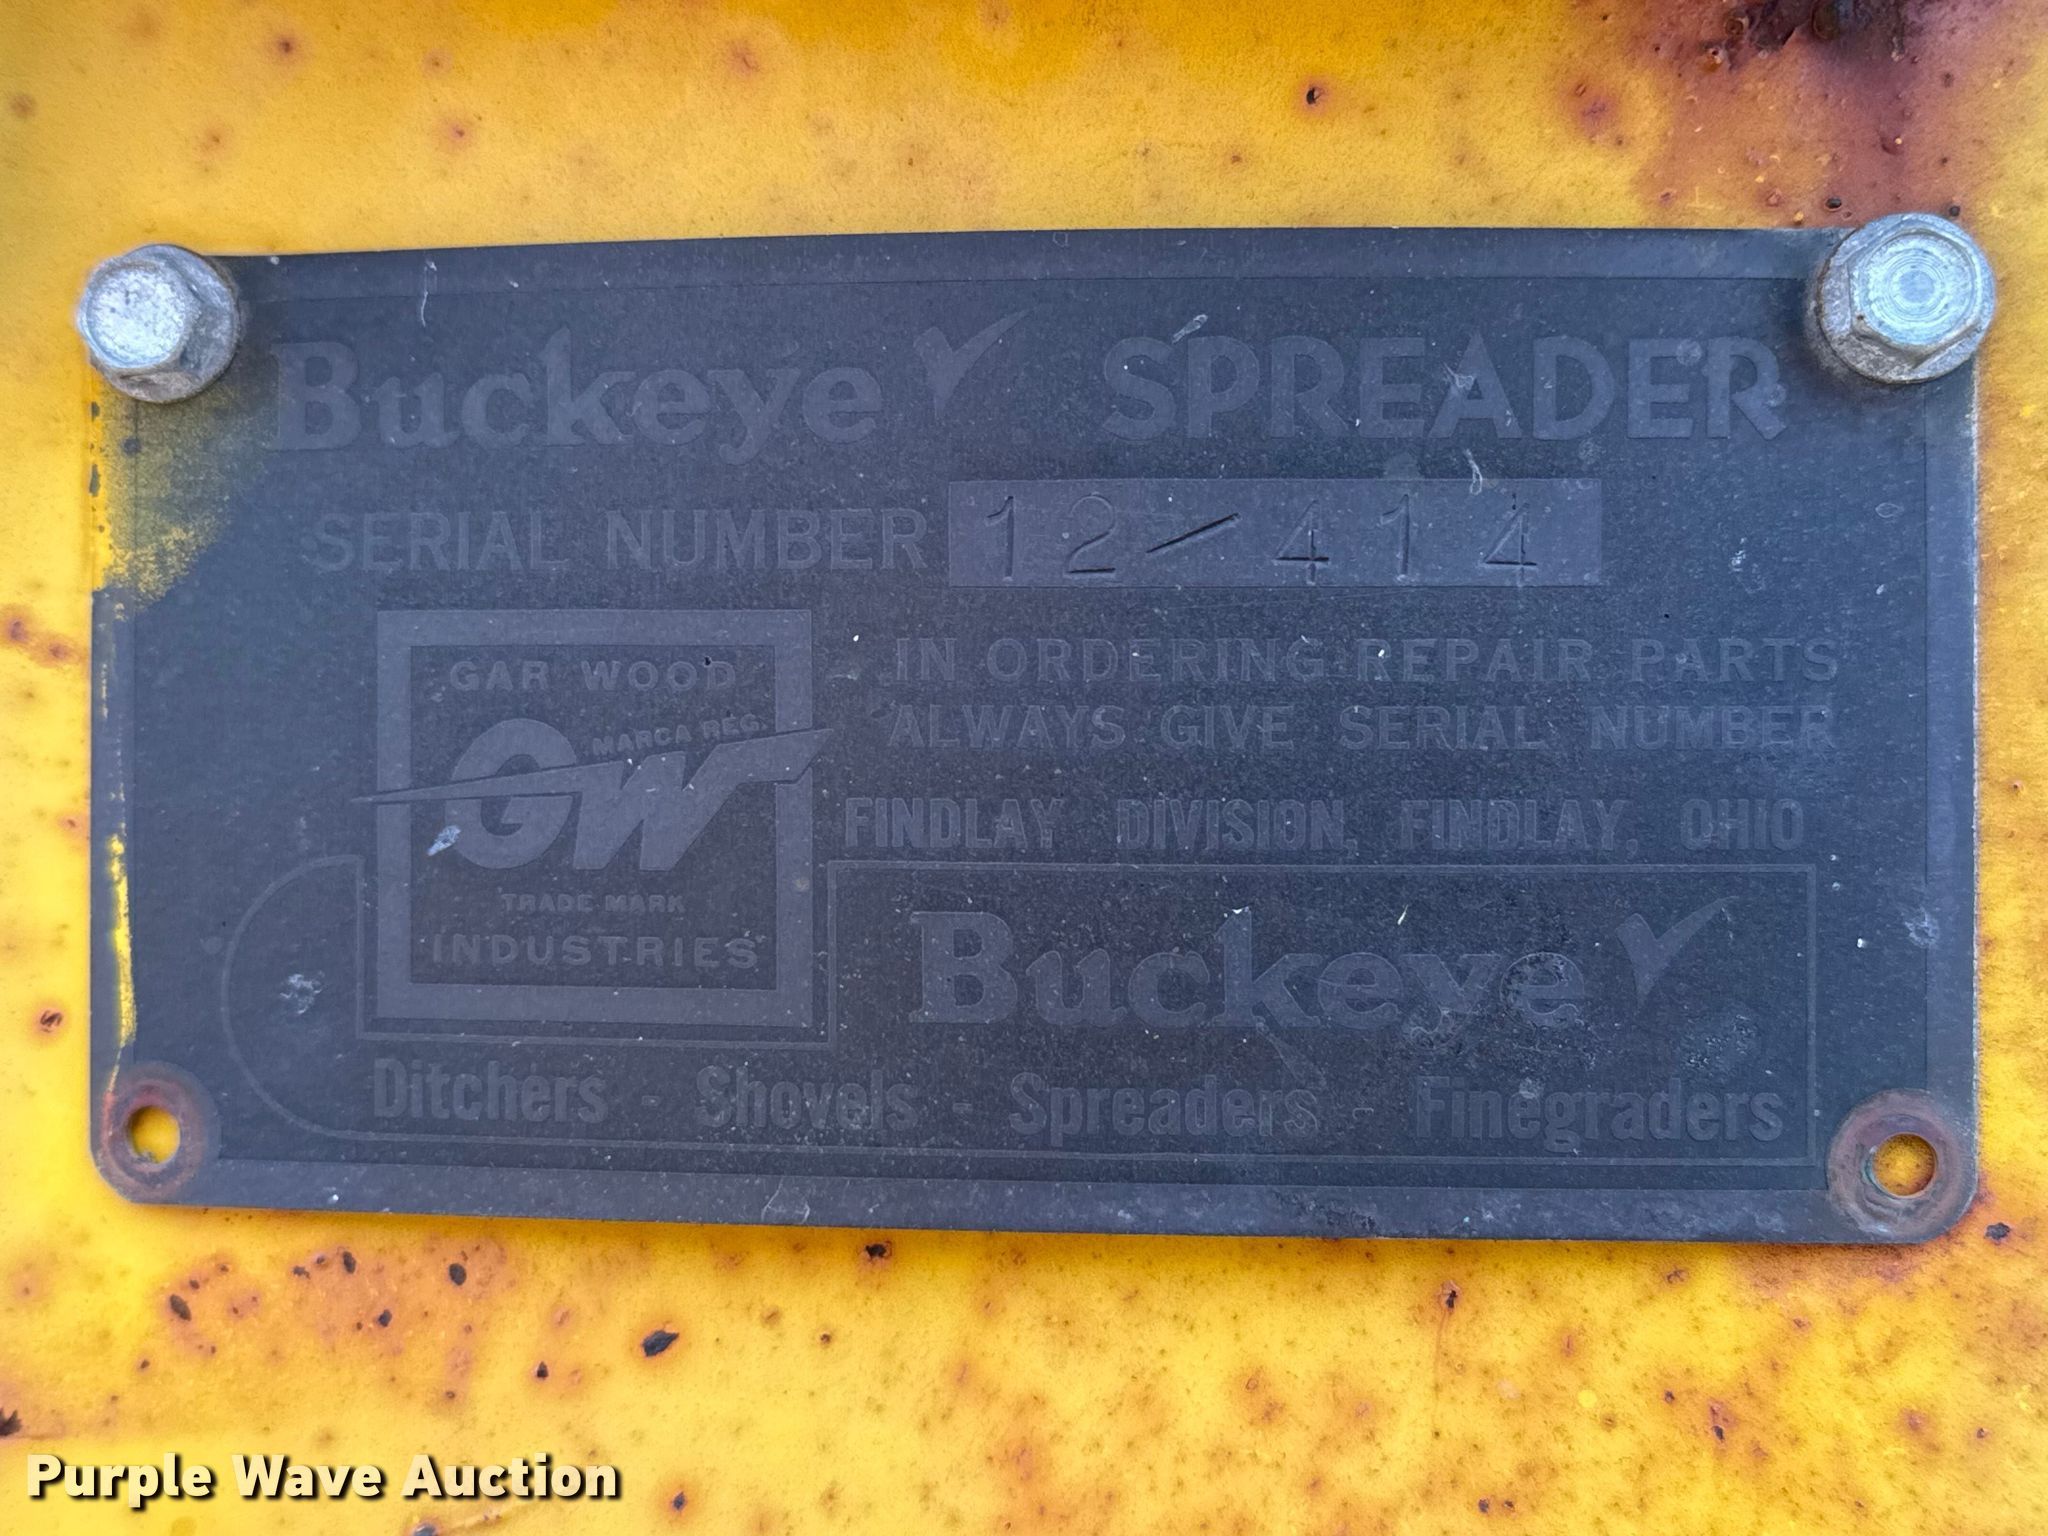 Buckeye SPREADER
SERIAL NUMBER 12/414
GAR WOOD
MARCA REG.
GW
TRADE MARK
INDUSTRIES
IN ORDERING REPAIR PARTS
ALWAYS GIVE SERIAL NUMBER
FINDLAY DIVISION, FINDLAY, OHIO
Buckeye
Ditchers - Shovels - Spreaders - Finegraders
Purple Wave Auction